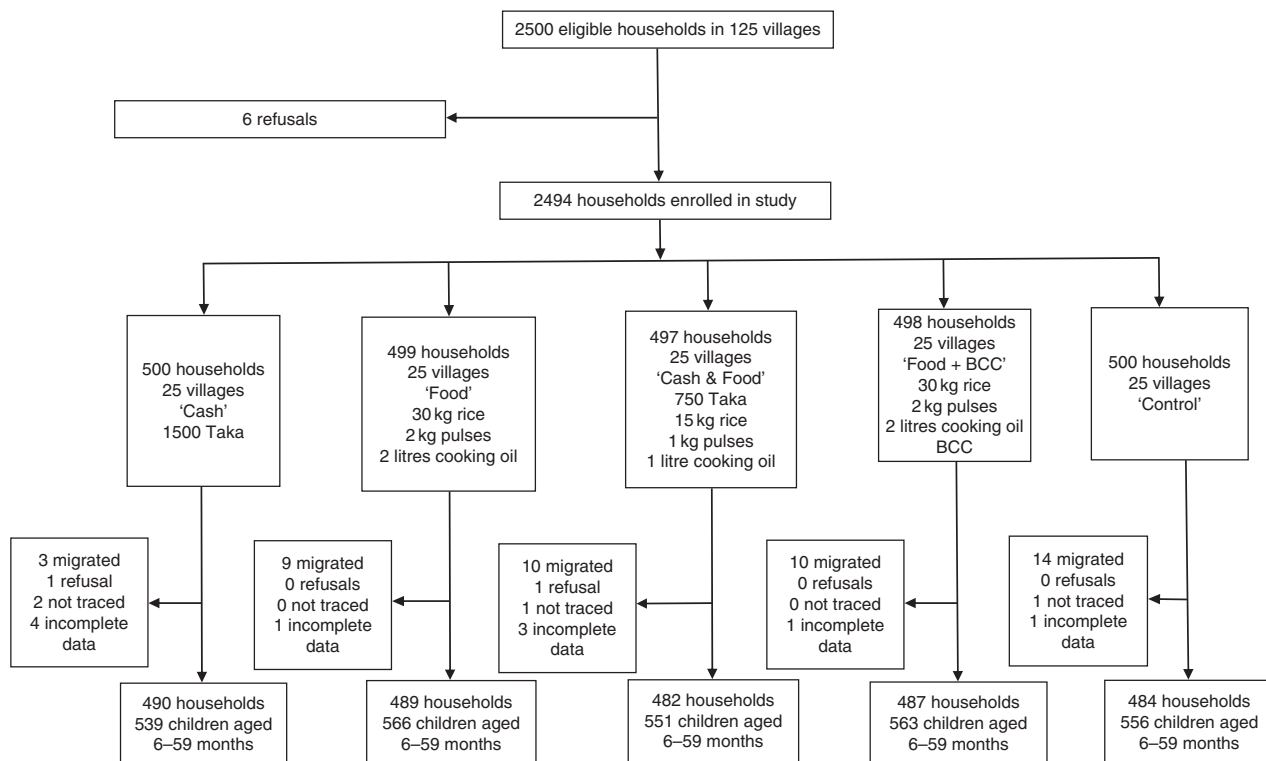 2500 eligible households in 125 villages
6 refusals
2494 households enrolled in study
500 households
25 villages
‘Cash’
1500 Taka
499 households
25 villages
‘Food’
30 kg rice
2 kg pulses
2 litres cooking oil
497 households
25 villages
‘Cash & Food’
750 Taka
15 kg rice
1 kg pulses
1 litre cooking oil
498 households
25 villages
‘Food + BCC’
30 kg rice
2 kg pulses
2 litres cooking oil
BCC
500 households
25 villages
‘Control’
3 migrated
1 refusal
2 not traced
4 incomplete
data
9 migrated
0 refusals
0 not traced
1 incomplete
data
10 migrated
1 refusal
1 not traced
3 incomplete
data
10 migrated
0 refusals
0 not traced
1 incomplete
data
14 migrated
0 refusals
1 not traced
1 incomplete
data
490 households
539 children aged
6–59 months
489 households
566 children aged
6–59 months
482 households
551 children aged
6–59 months
487 households
563 children aged
6–59 months
484 households
556 children aged
6–59 months